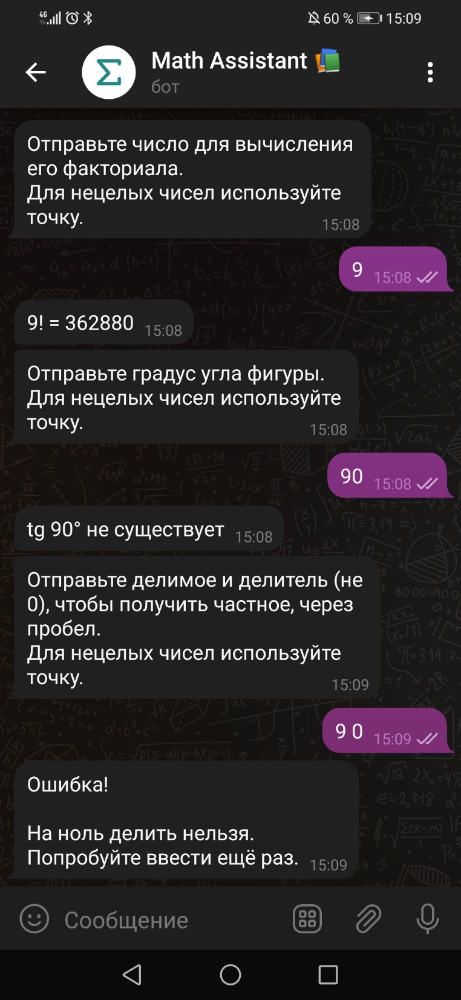 4G 60 % 15:09
Math Assistant
бот
Отправьте число для вычисления
его факториала.
Для нецелых чисел используйте
точку.
15:08
9 15:08
9! = 362880 15:08
Отправьте градус угла фигуры.
Для нецелых чисел используйте
точку.
15:08
90 15:08
tg 90° не существует 15:08
Отправьте делимое и делитель (не
0), чтобы получить частное, через
пробел.
Для нецелых чисел используйте
точку.
15:09
9 0 15:09
Ошибка!
На ноль делить нельзя.
Попробуйте ввести ещё раз. 15:09
Сообщение